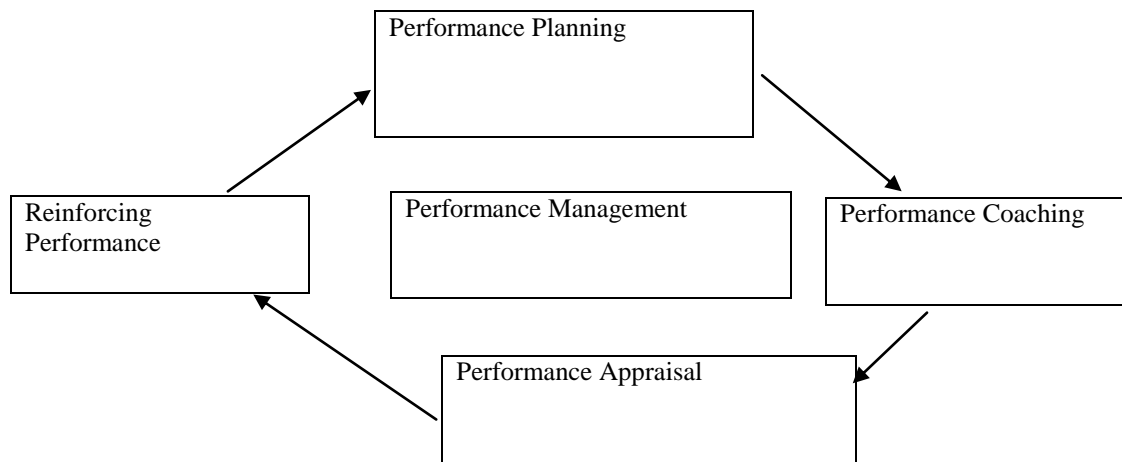 Performance Planning
Reinforcing
Performance
Performance Management
Performance Coaching
Performance Appraisal